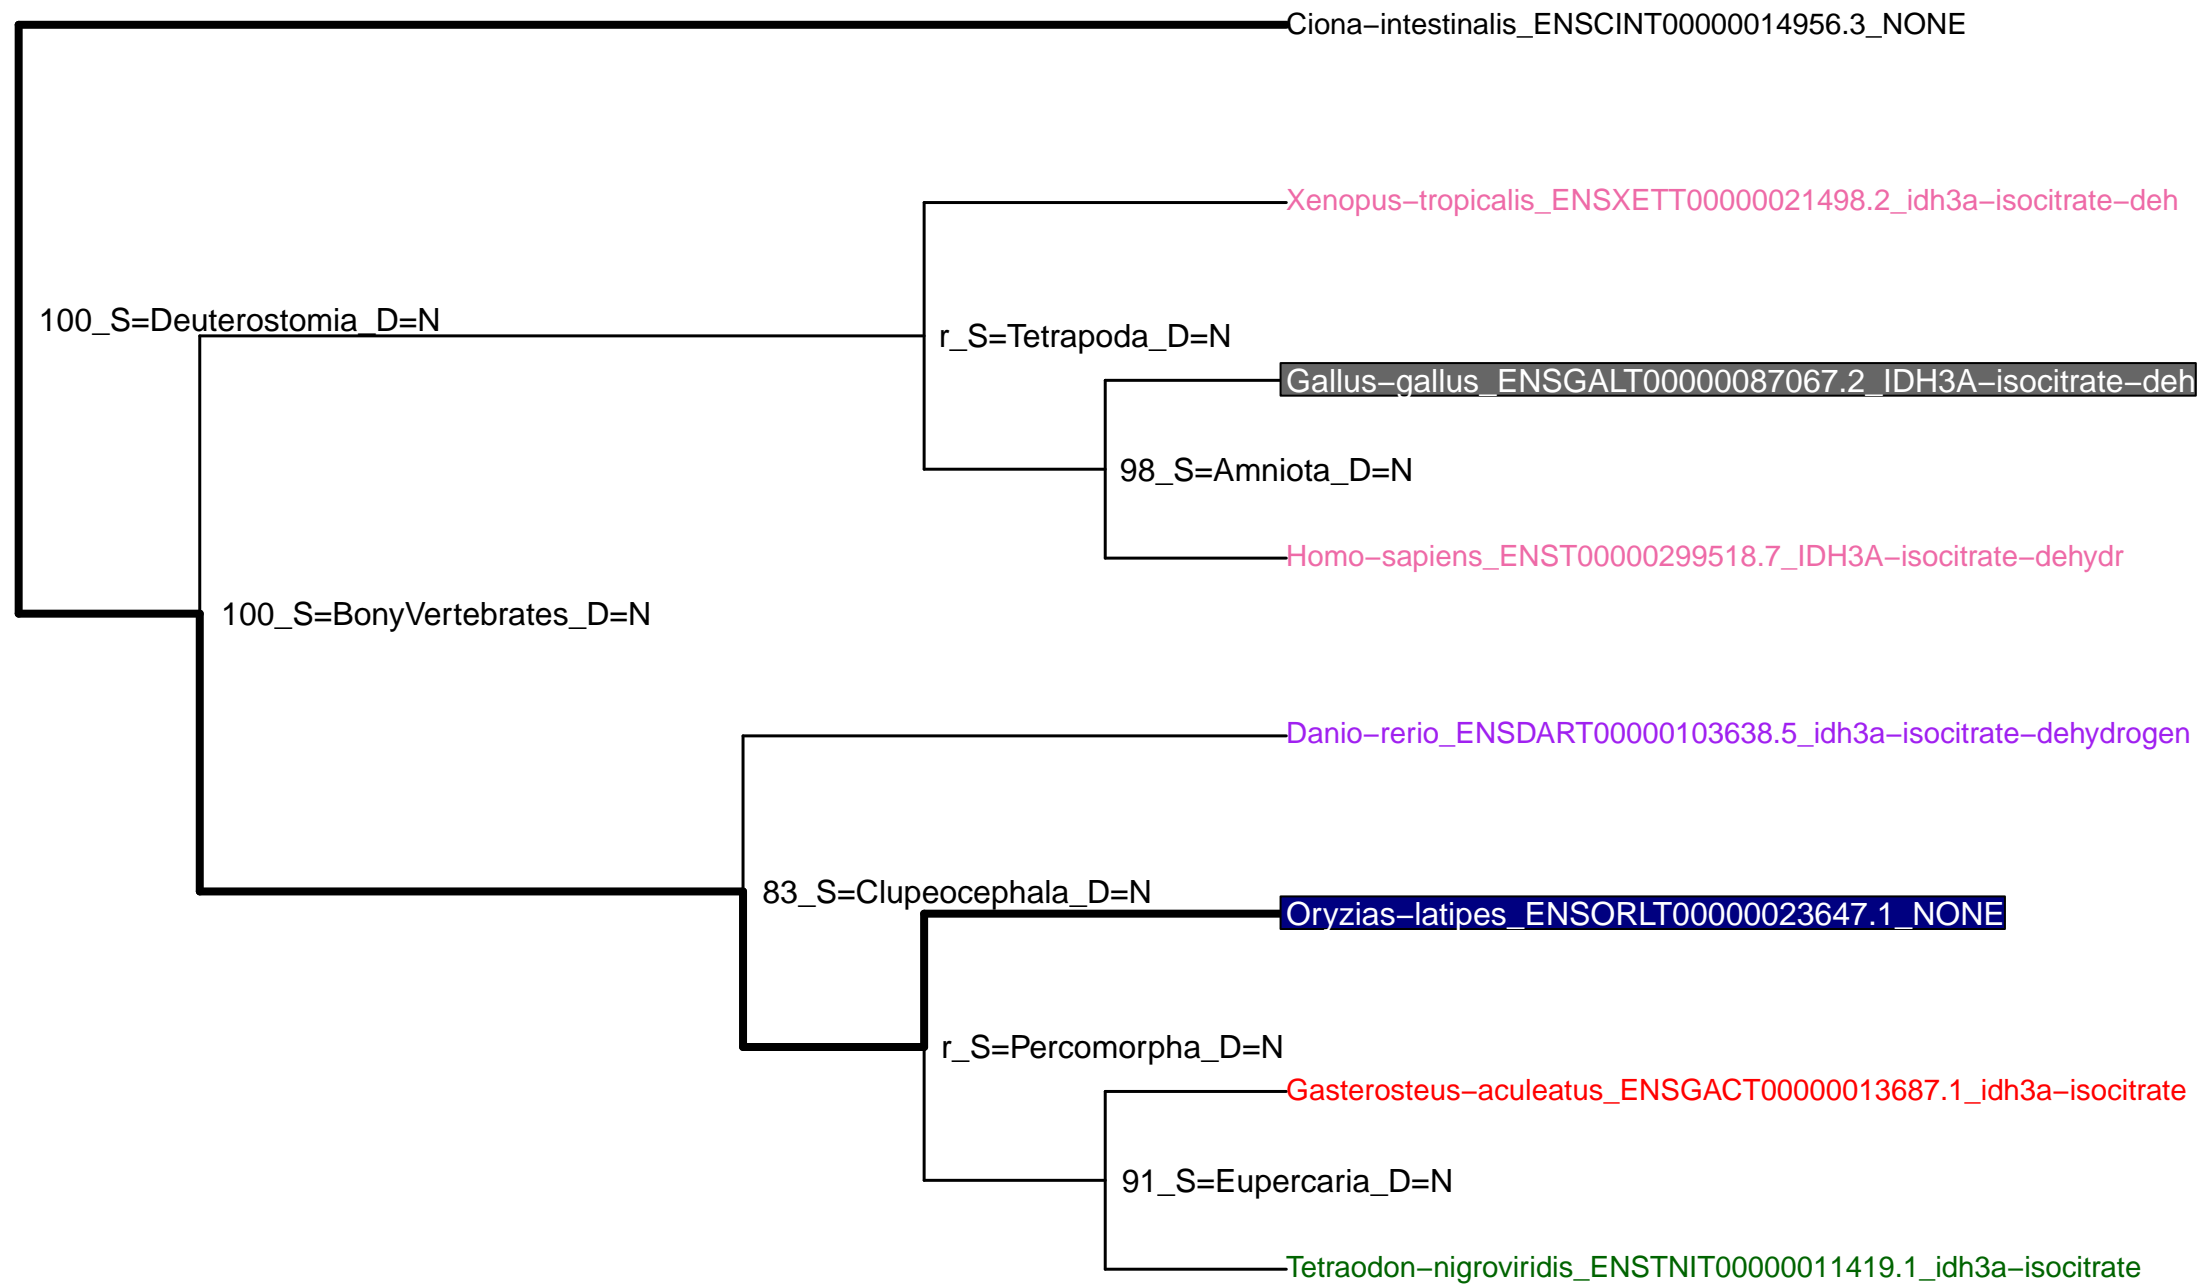 Ciona−intestinalis_ENSCINT00000014956.3_NONE
Xenopus−tropicalis_ENSXETT00000021498.2_idh3a−isocitrate−deh
100_S=Deuterostomia_D=N
r_S=Tetrapoda_D=N
Gallus−gallus_ENSGALT00000087067.2_IDH3A−isocitrate−deh
98_S=Amniota_D=N
Homo−sapiens_ENST00000299518.7_IDH3A−isocitrate−dehydr
100_S=BonyVertebrates_D=N
Danio−rerio_ENSDART00000103638.5_idh3a−isocitrate−dehydrogen
83_S=Clupeocephala_D=N
Oryzias−latipes_ENSORLT00000023647.1_NONE
r_S=Percomorpha_D=N
Gasterosteus−aculeatus_ENSGACT00000013687.1_idh3a−isocitrate
91_S=Eupercaria_D=N
Tetraodon−nigroviridis_ENSTNIT00000011419.1_idh3a−isocitrate